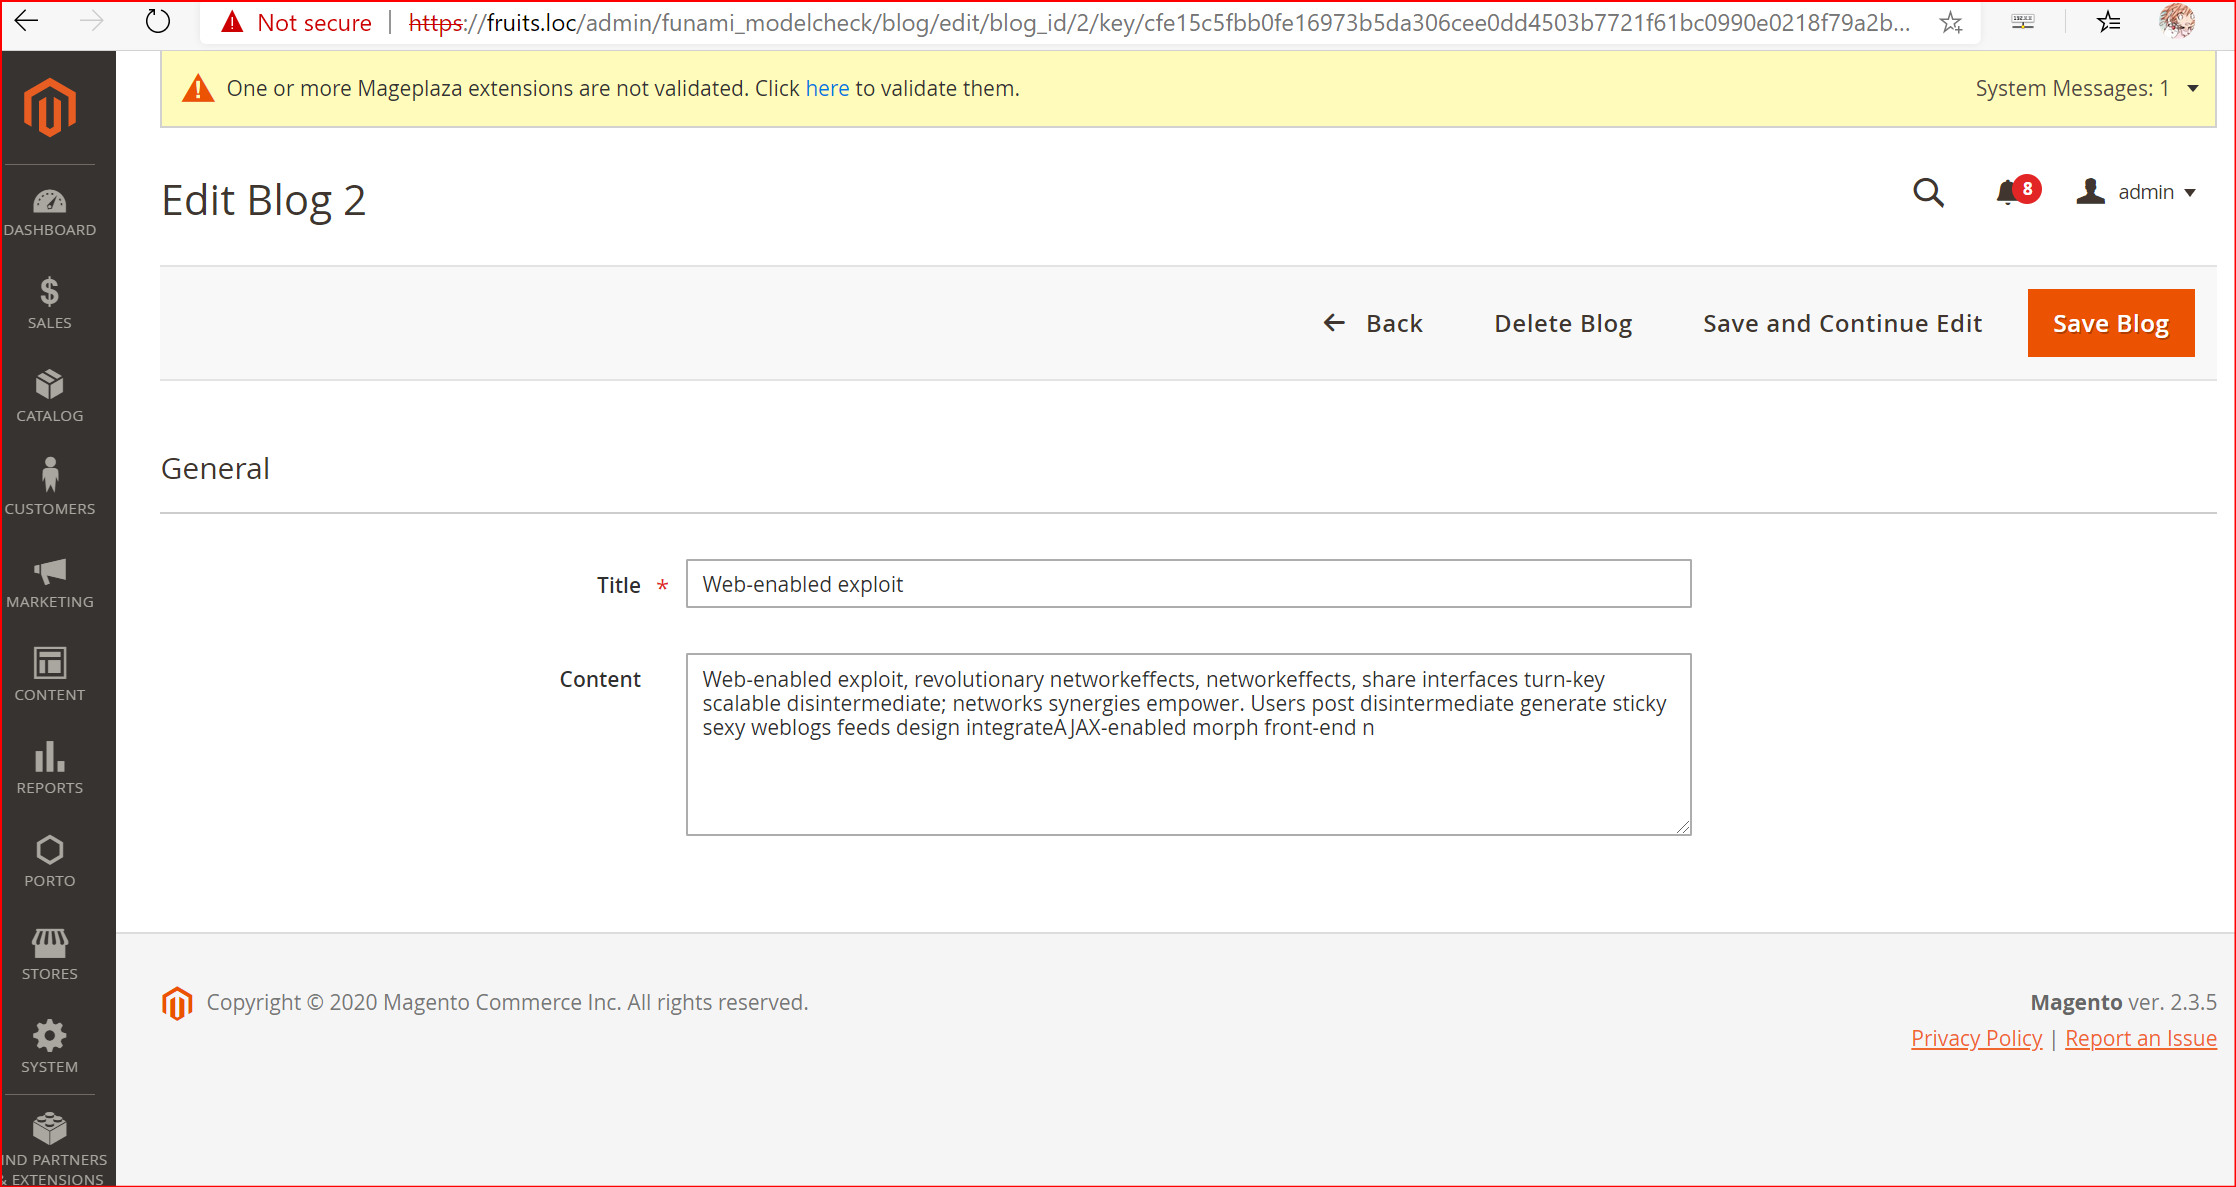 Not secure | https://fruits.loc/admin/funami_modelcheck/blog/edit/blog_id/2/key/cfe15c5fbb0fe16973b5da306cee0dd4503b7721f61bc0990e0218f79a2b...
One or more Mageplaza extensions are not validated. Click here to validate them.
System Messages: 1
Edit Blog 2
8
admin
Back
Delete Blog
Save and Continue Edit
Save Blog
DASHBOARD
SALES
CATALOG
CUSTOMERS
MARKETING
CONTENT
REPORTS
PORTO
STORES
SYSTEM
IND PARTNERS
& EXTENSIONS
General
Title *
Web-enabled exploit
Content
Web-enabled exploit, revolutionary networkeffects, networkeffects, share interfaces turn-key
scalable disintermediate; networks synergies empower. Users post disintermediate generate sticky
sexy weblogs feeds design integrateAJAX-enabled morph front-end n
Copyright © 2020 Magento Commerce Inc. All rights reserved.
Magento ver. 2.3.5
Privacy Policy | Report an Issue